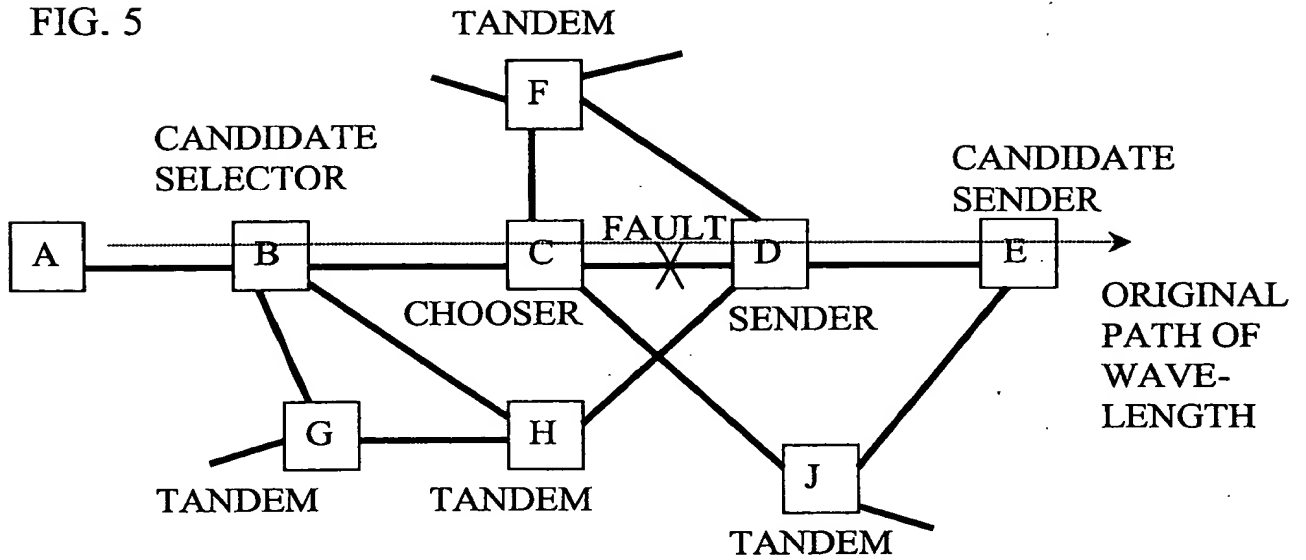 FIG. 5
TANDEM
F
CANDIDATE
SELECTOR
CANDIDATE
SENDER
A
B
C
FAULT
D
E
CHOOSER
SENDER
ORIGINAL
PATH OF
WAVE-
LENGTH
G
H
J
TANDEM
TANDEM
TANDEM